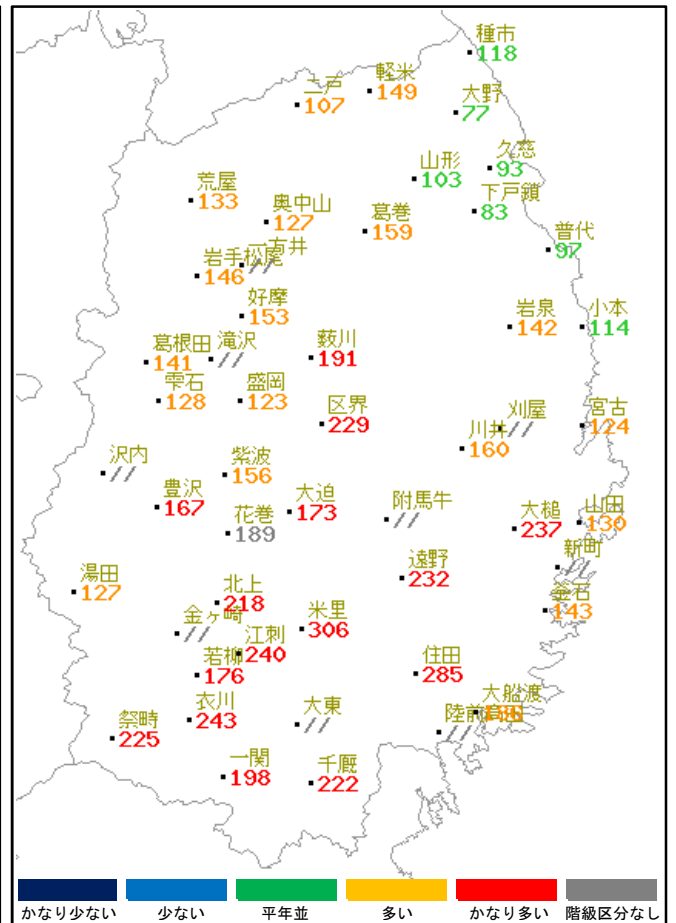 種市
118
軽米
149
二戸
107
大野
77
久慈
93
山形
103
下戸鎖
83
荒屋
133
奥中山
127
葛巻
159
普代
97
一方井
//
岩手松尾
146
好摩
153
岩泉
142
小本
114
薮川
191
葛根田
141
滝沢
//
雫石
128
盛岡
123
区界
229
刈屋
//
宮古
124
川井
160
沢内
//
紫波
156
豊沢
167
大迫
173
附馬牛
//
大槌
237
山田
130
花巻
189
新町
//
遠野
232
湯田
127
北上
218
釜石
143
金ヶ崎
//
米里
306
江刺
240
若柳
176
住田
285
衣川
243
大東
//
大船渡
陸前高田
//
祭畤
225
一関
198
千厩
222
かなり少ない 少ない 平年並 多い かなり多い 階級区分なし